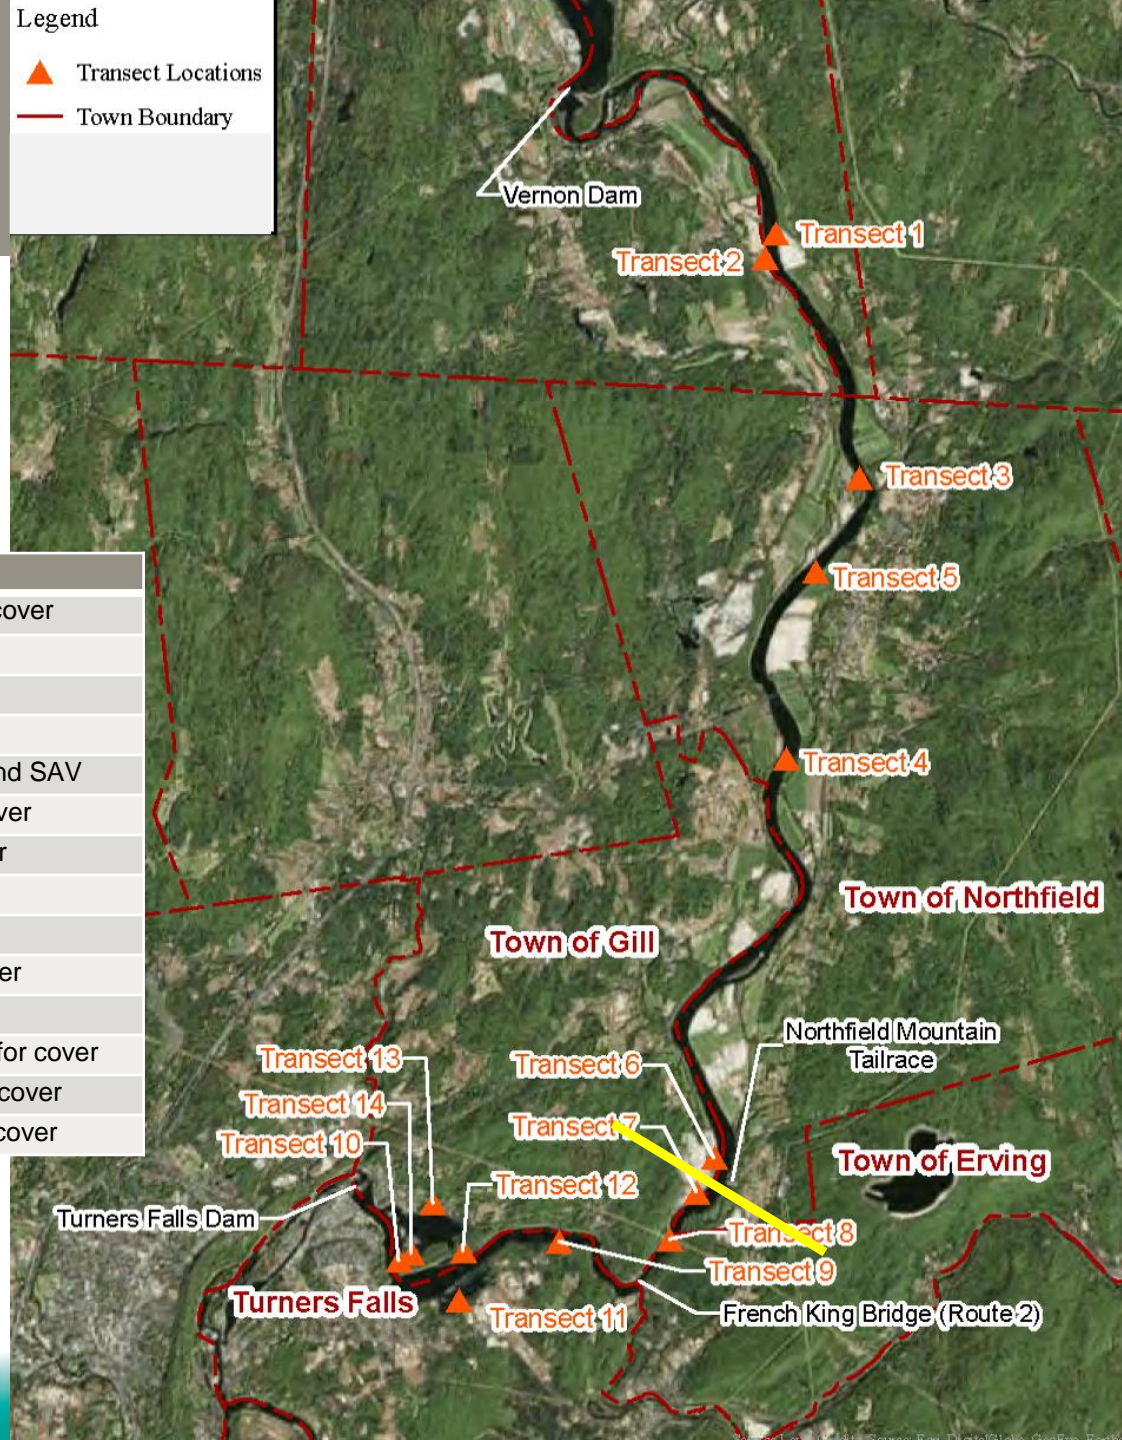 Legend
Transect Locations
Town Boundary
Vernon Dam
Transect 1
Transect 2
Transect 3
Transect 5
cover
nd SAV
ver
r
er
for cover
cover
cover
Transect 4
Town of Northfield
Town of Gill
Northfield Mountain
Tailrace
Transect 13
Transect 6
Transect 14
Transect 7
Transect 10
Town of Erving
Transect 12
Turners Falls Dam
Transect 8
Transect 9
Turners Falls
French King Bridge (Route 2)
Transect 11